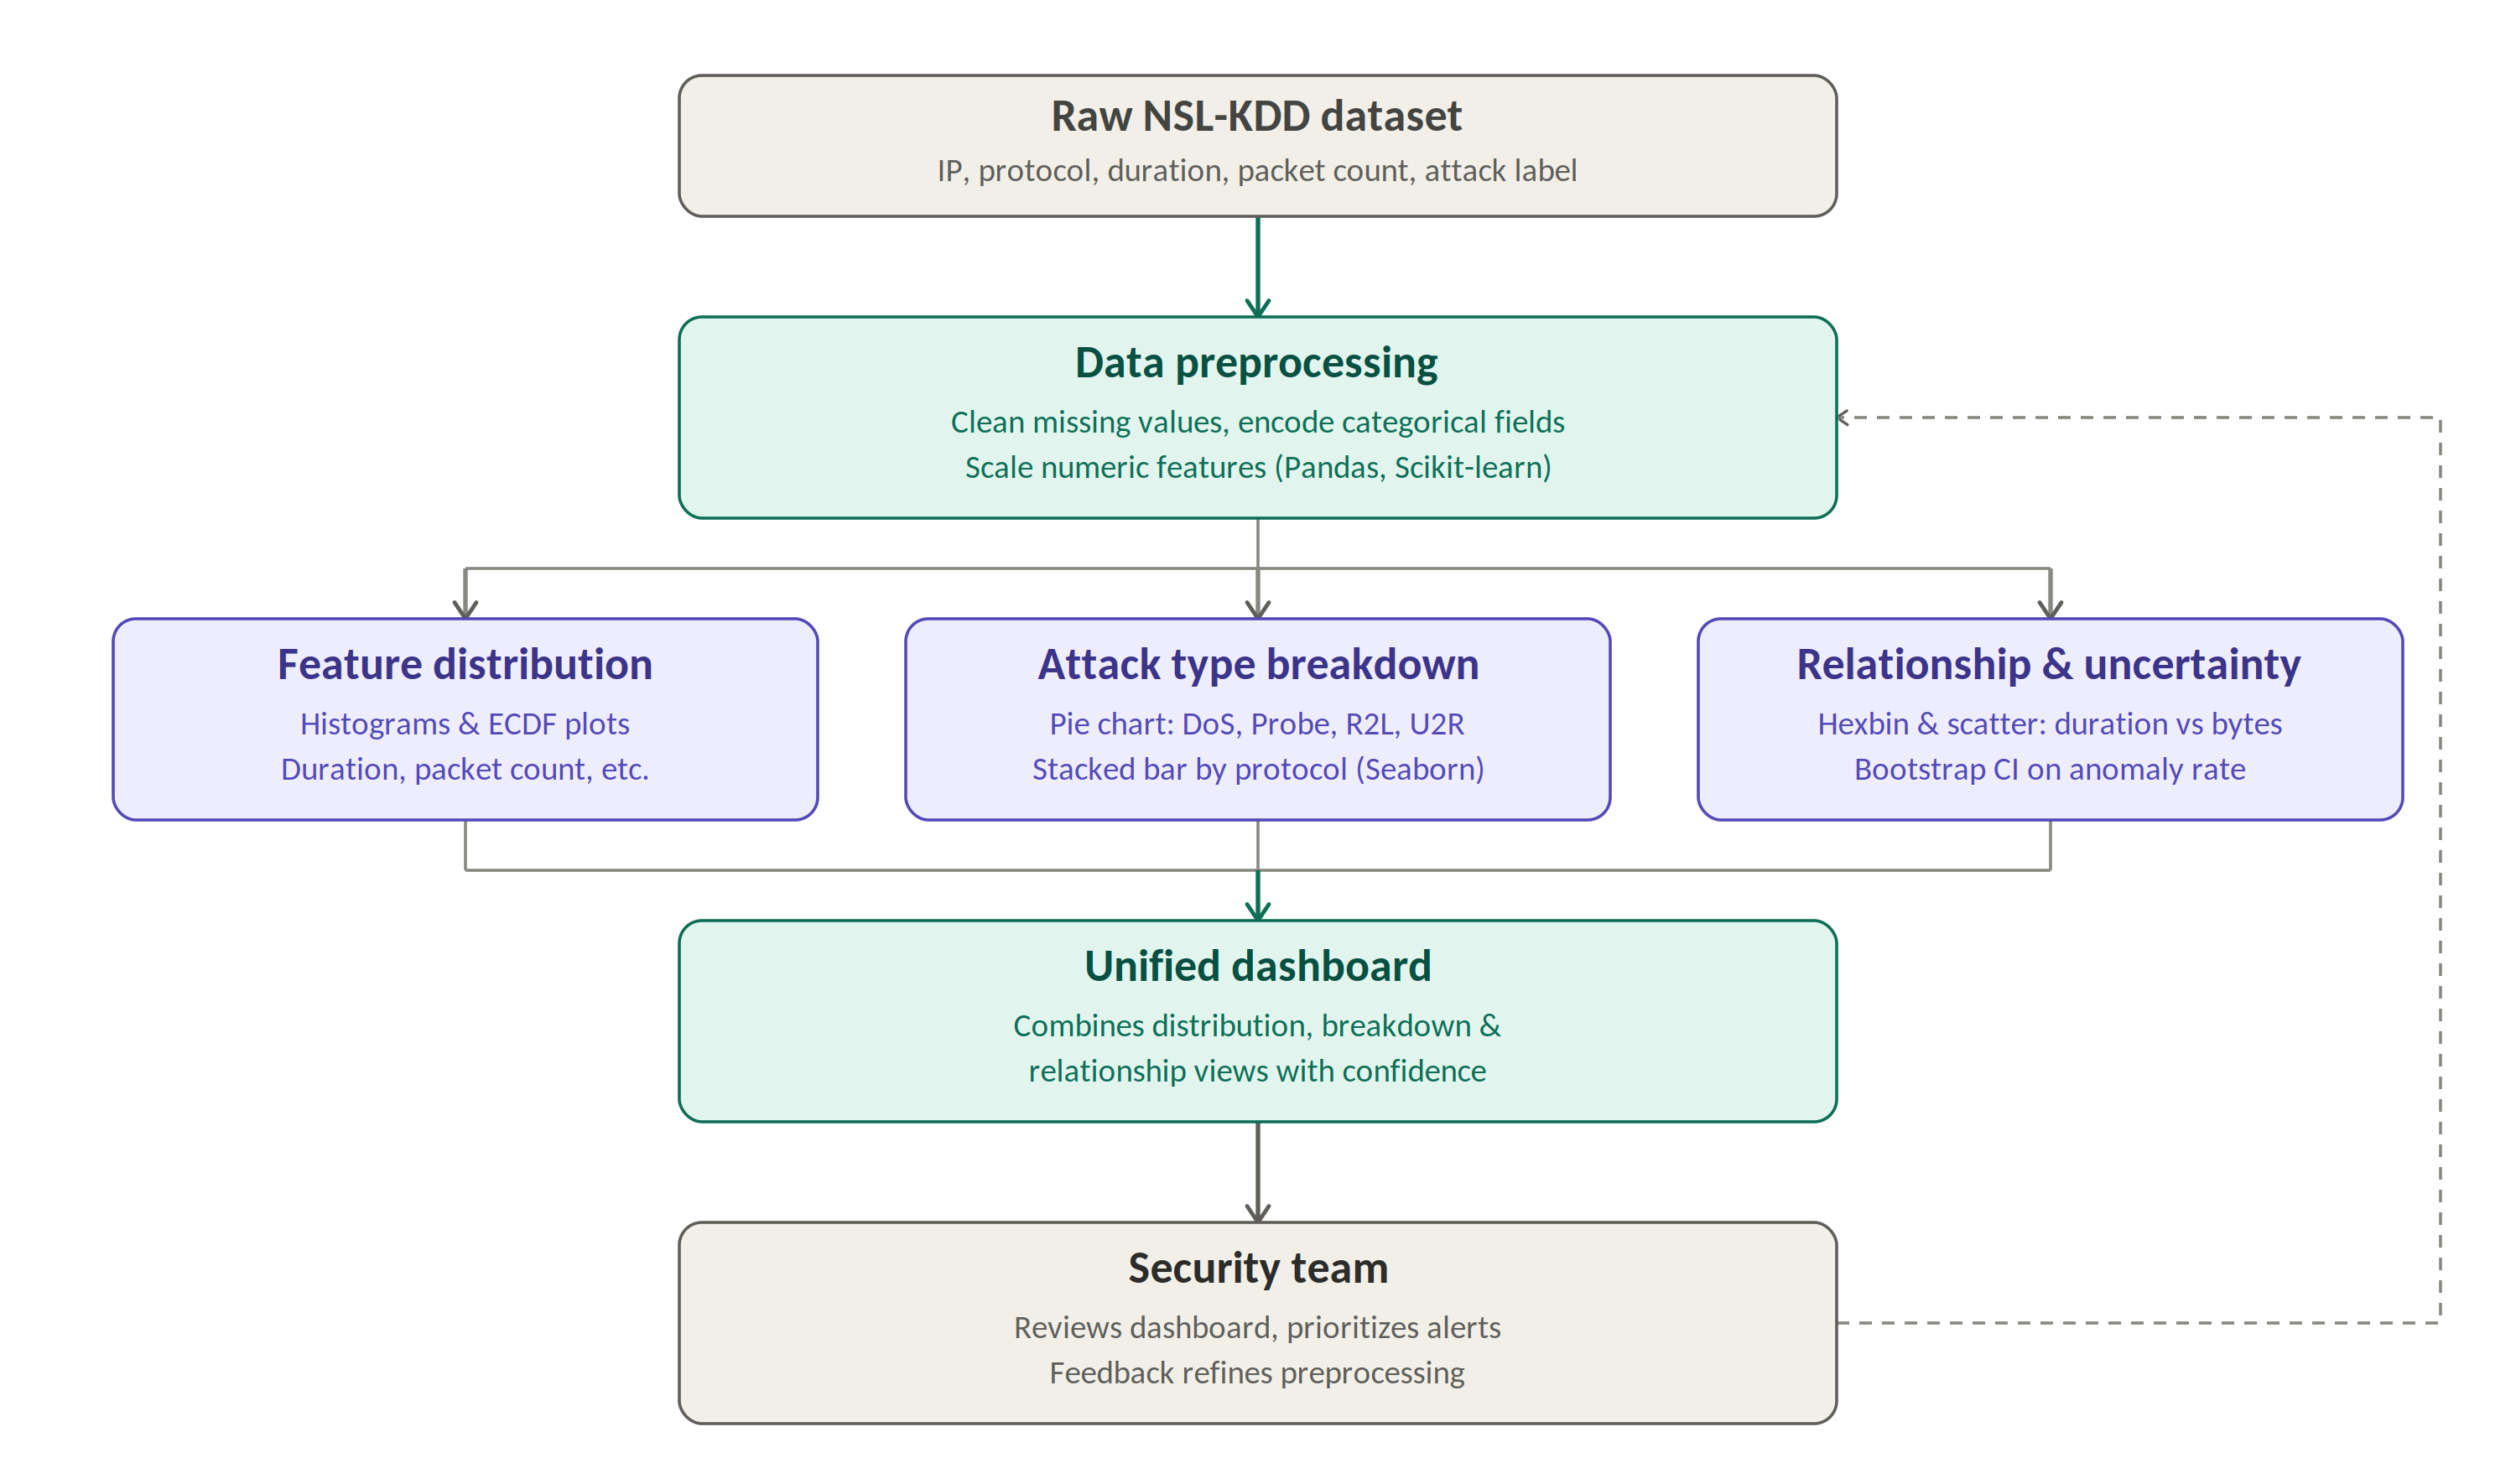 Raw NSL-KDD dataset
IP, protocol, duration, packet count, attack label
Data preprocessing
Clean missing values, encode categorical fields
Scale numeric features (Pandas, Scikit-learn)
Feature distribution
Histograms & ECDF plots
Duration, packet count, etc.
Attack type breakdown
Pie chart: DoS, Probe, R2L, U2R
Stacked bar by protocol (Seaborn)
Relationship & uncertainty
Hexbin & scatter: duration vs bytes
Bootstrap CI on anomaly rate
Unified dashboard
Combines distribution, breakdown &
relationship views with confidence
Security team
Reviews dashboard, prioritizes alerts
Feedback refines preprocessing